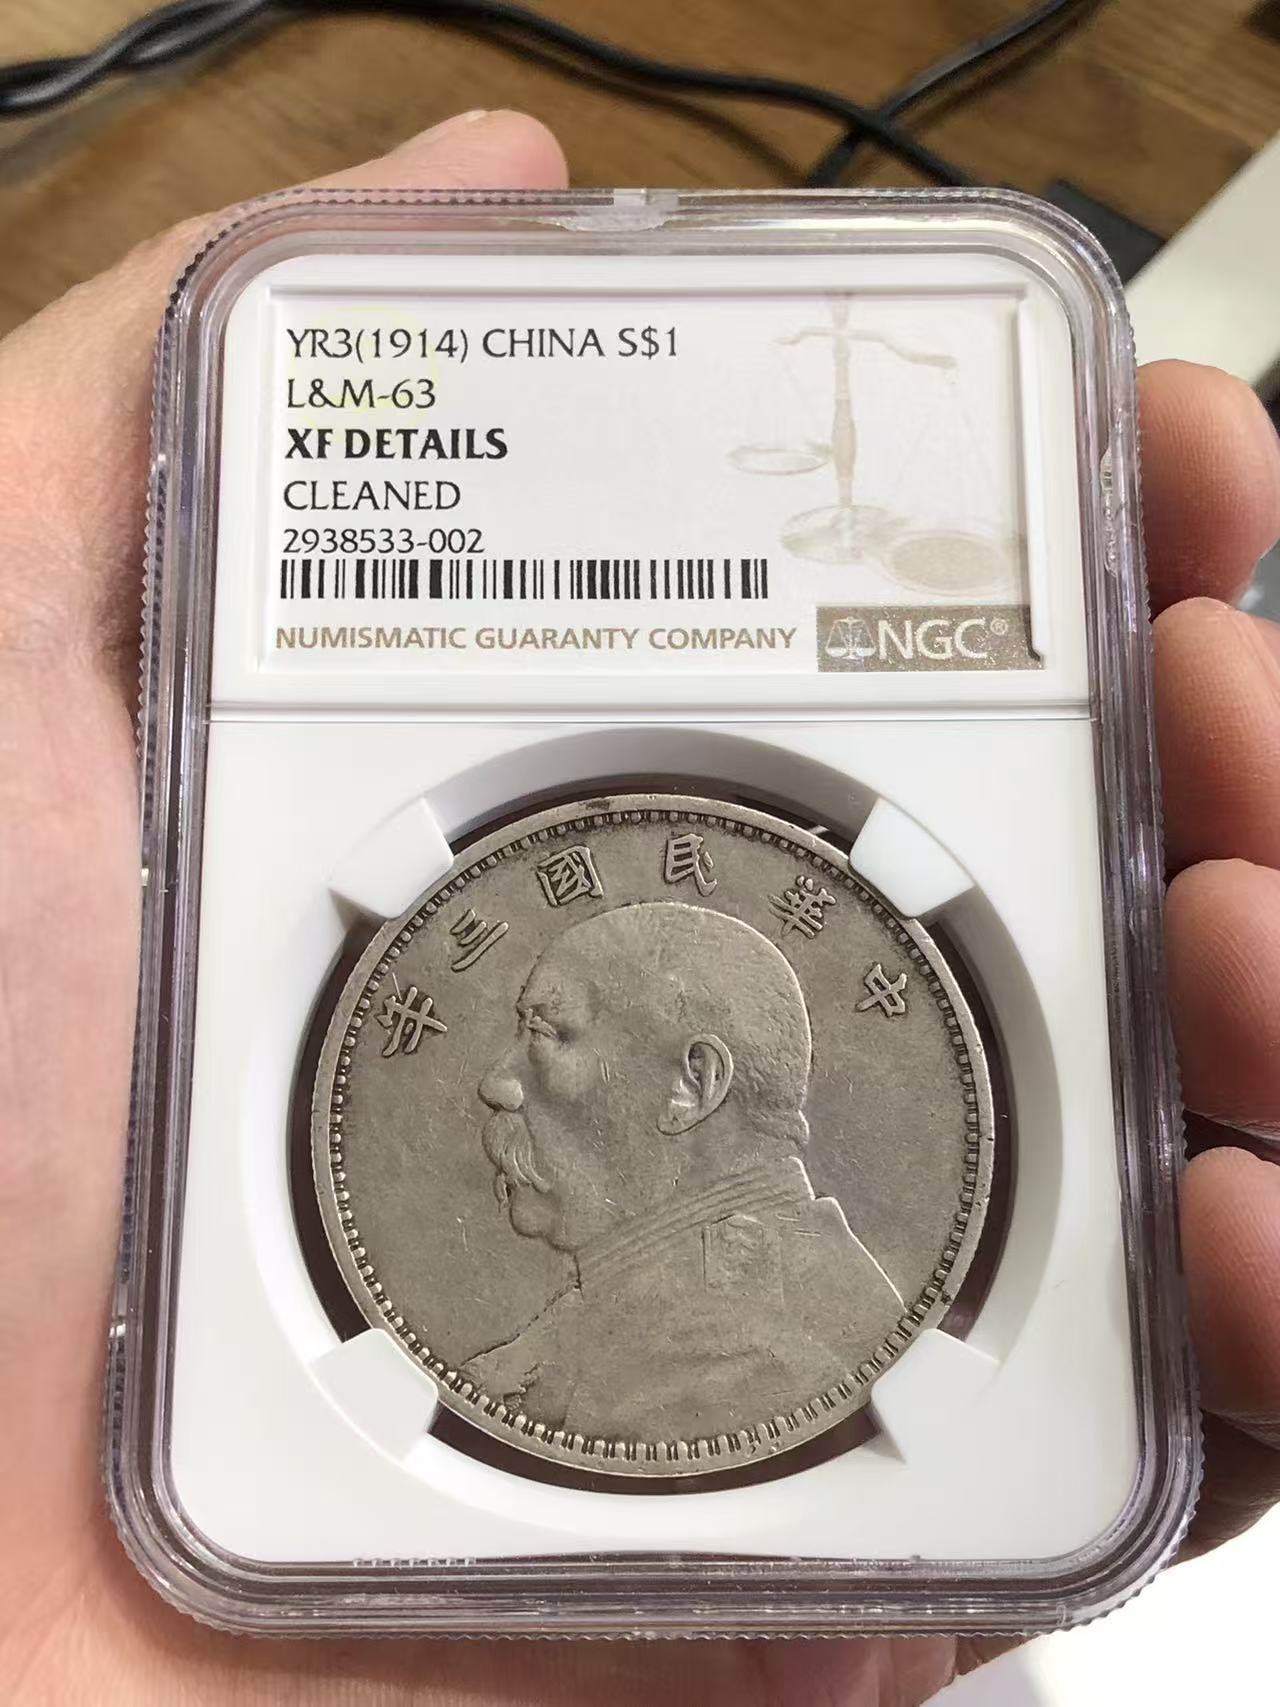 YR3(1914) CHINA S$1
L&M-63
XF DETAILS
CLEANED
2938533-002
NUMISMATIC GUARANTY COMPANY NGC®
中華民國三年